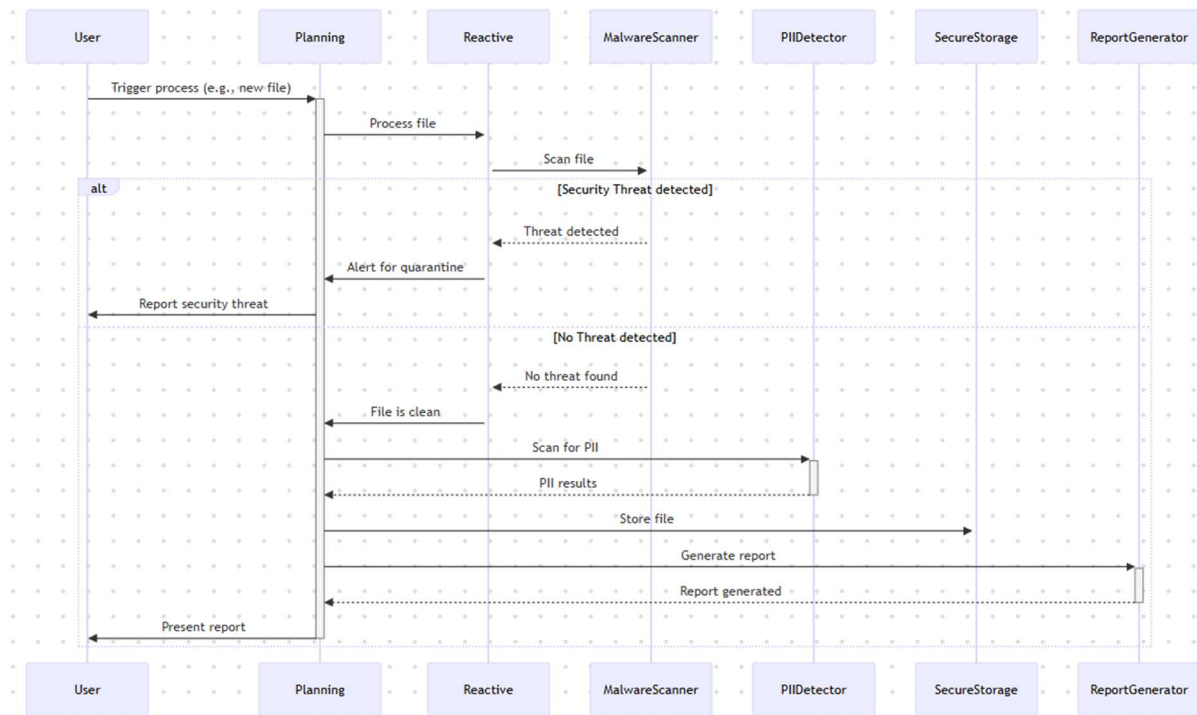 User Planning Reactive MalwareScanner PIIDetector SecureStorage ReportGenerator
Trigger process (e.g., new file)
Process file
Scan file
alt [Security Threat detected]
Threat detected
Alert for quarantine
Report security threat
[No Threat detected]
No threat found
File is clean
Scan for PII
PII results
Store file
Generate report
Report generated
Present report
User Planning Reactive MalwareScanner PIIDetector SecureStorage ReportGenerator